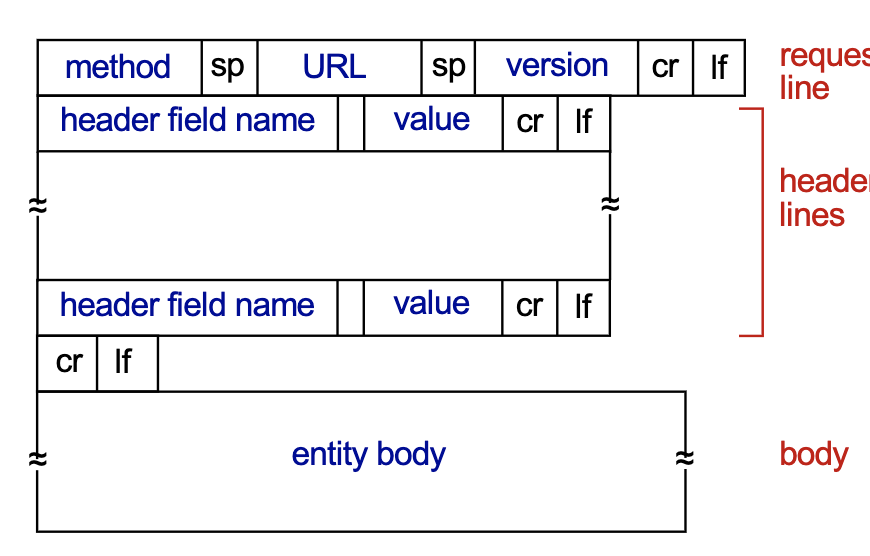 method sp URL sp version cr lf
reques
line
header field name value cr lf
header
lines
≈ ≈
header field name value cr lf
cr lf
≈ entity body ≈ body